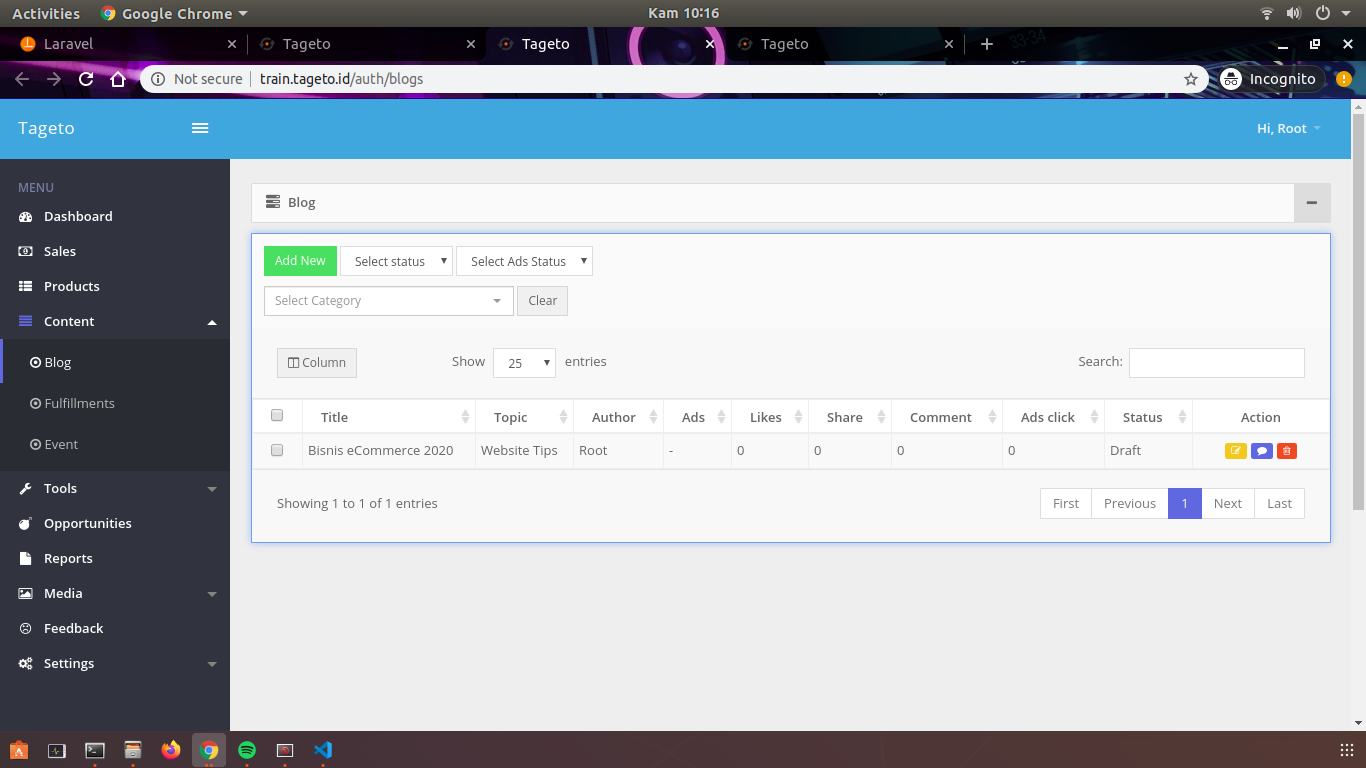 Activities Google Chrome Kam 10:16
Laravel Tageto Tageto Tageto
Not secure train.tageto.id/auth/blogs Incognito
Tageto Hi, Root
MENU
Dashboard
Sales
Products
Content
Blog
Fulfillments
Event
Tools
Opportunities
Reports
Media
Feedback
Settings
Blog
Add New Select status Select Ads Status
Select Category Clear
Column Show 25 entries Search:
Title Topic Author Ads Likes Share Comment Ads click Status Action
Bisnis eCommerce 2020 Website Tips Root - 0 0 0 0 Draft
Showing 1 to 1 of 1 entries First Previous 1 Next Last